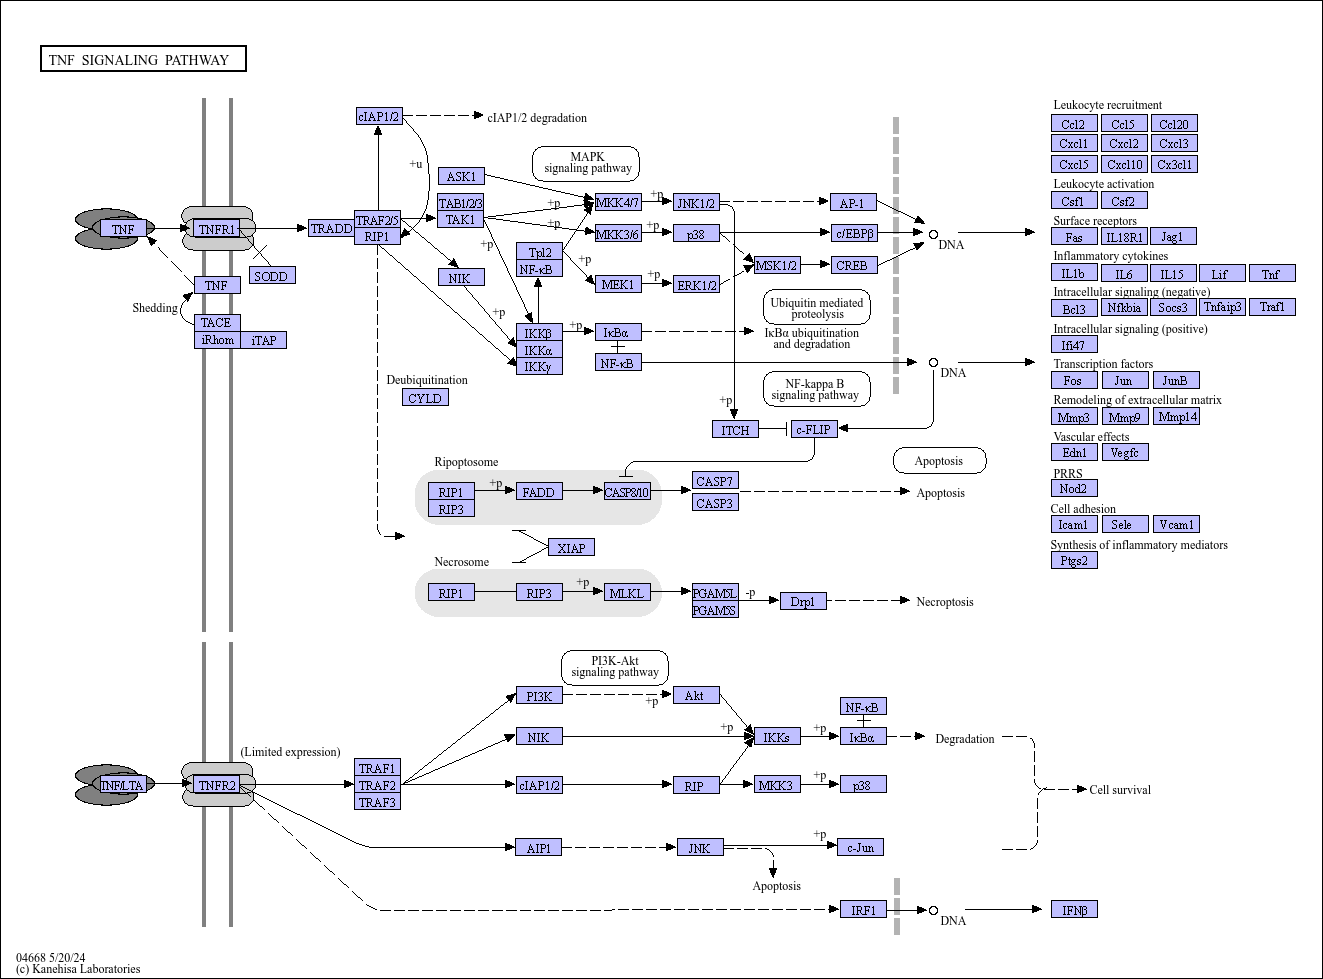 TNF SIGNALING PATHWAY
cIAP1/2
cIAP1/2 degradation
+u
MAPK
signaling pathway
ASK1
TAB1/2/3
TAK1
+p
+p
+p
MKK4/7
+p
JNK1/2
AP-1
TNF
TNFR1
TRADD
TRAF2/5
RIP1
MKK3/6
+p
p38
c/EBPβ
DNA
SODD
Tpl2
NF-κB
+p
MSK1/2
CREB
NIK
+p
MEK1
+p
ERK1/2
TNF
Shedding
TACE
iRhom
iTAP
Ubiquitin mediated
proteolysis
IKKβ
IKKα
IKKγ
+p
IκBα
IκBα ubiquitination
and degradation
NF-κB
DNA
Deubiquitination
CYLD
NF-kappa B
signaling pathway
+p
ITCH
c-FLIP
Ripoptosome
RIP1
RIP3
+p
FADD
CASP8/10
CASP7
CASP3
Apoptosis
Apoptosis
XIAP
Necrosome
RIP1
RIP3
+p
MLKL
PGAM5L
PGAM5S
-p
Drp1
Necroptosis
Leukocyte recruitment
Ccl2 Ccl5 Ccl20
Cxcl1 Cxcl2 Cxcl3
Cxcl5 Cxcl10 Cx3cl1
Leukocyte activation
Csf1 Csf2
Surface receptors
Fas IL18R1 Jag1
Inflammatory cytokines
IL1b IL6 IL15 Lif Tnf
Intracellular signaling (negative)
Bcl3 Nfkbia Socs3 Tnfaip3 Traf1
Intracellular signaling (positive)
Ifi47
Transcription factors
Fos Jun JunB
Remodeling of extracellular matrix
Mmp3 Mmp9 Mmp14
Vascular effects
Edn1 Vegfc
PRRS
Nod2
Cell adhesion
Icam1 Sele Vcam1
Synthesis of inflammatory mediators
Ptgs2
PI3K-Akt
signaling pathway
PI3K
+p
Akt
NF-κB
(Limited expression)
NIK
+p
IKKs
+p
IκBα
Degradation
TNF/LTA
TNFR2
TRAF1
TRAF2
TRAF3
cIAP1/2
RIP
MKK3
+p
p38
Cell survival
AIP1
JNK
+p
c-Jun
Apoptosis
IRF1
DNA
IFNβ
04668 5/20/24
(c) Kanehisa Laboratories